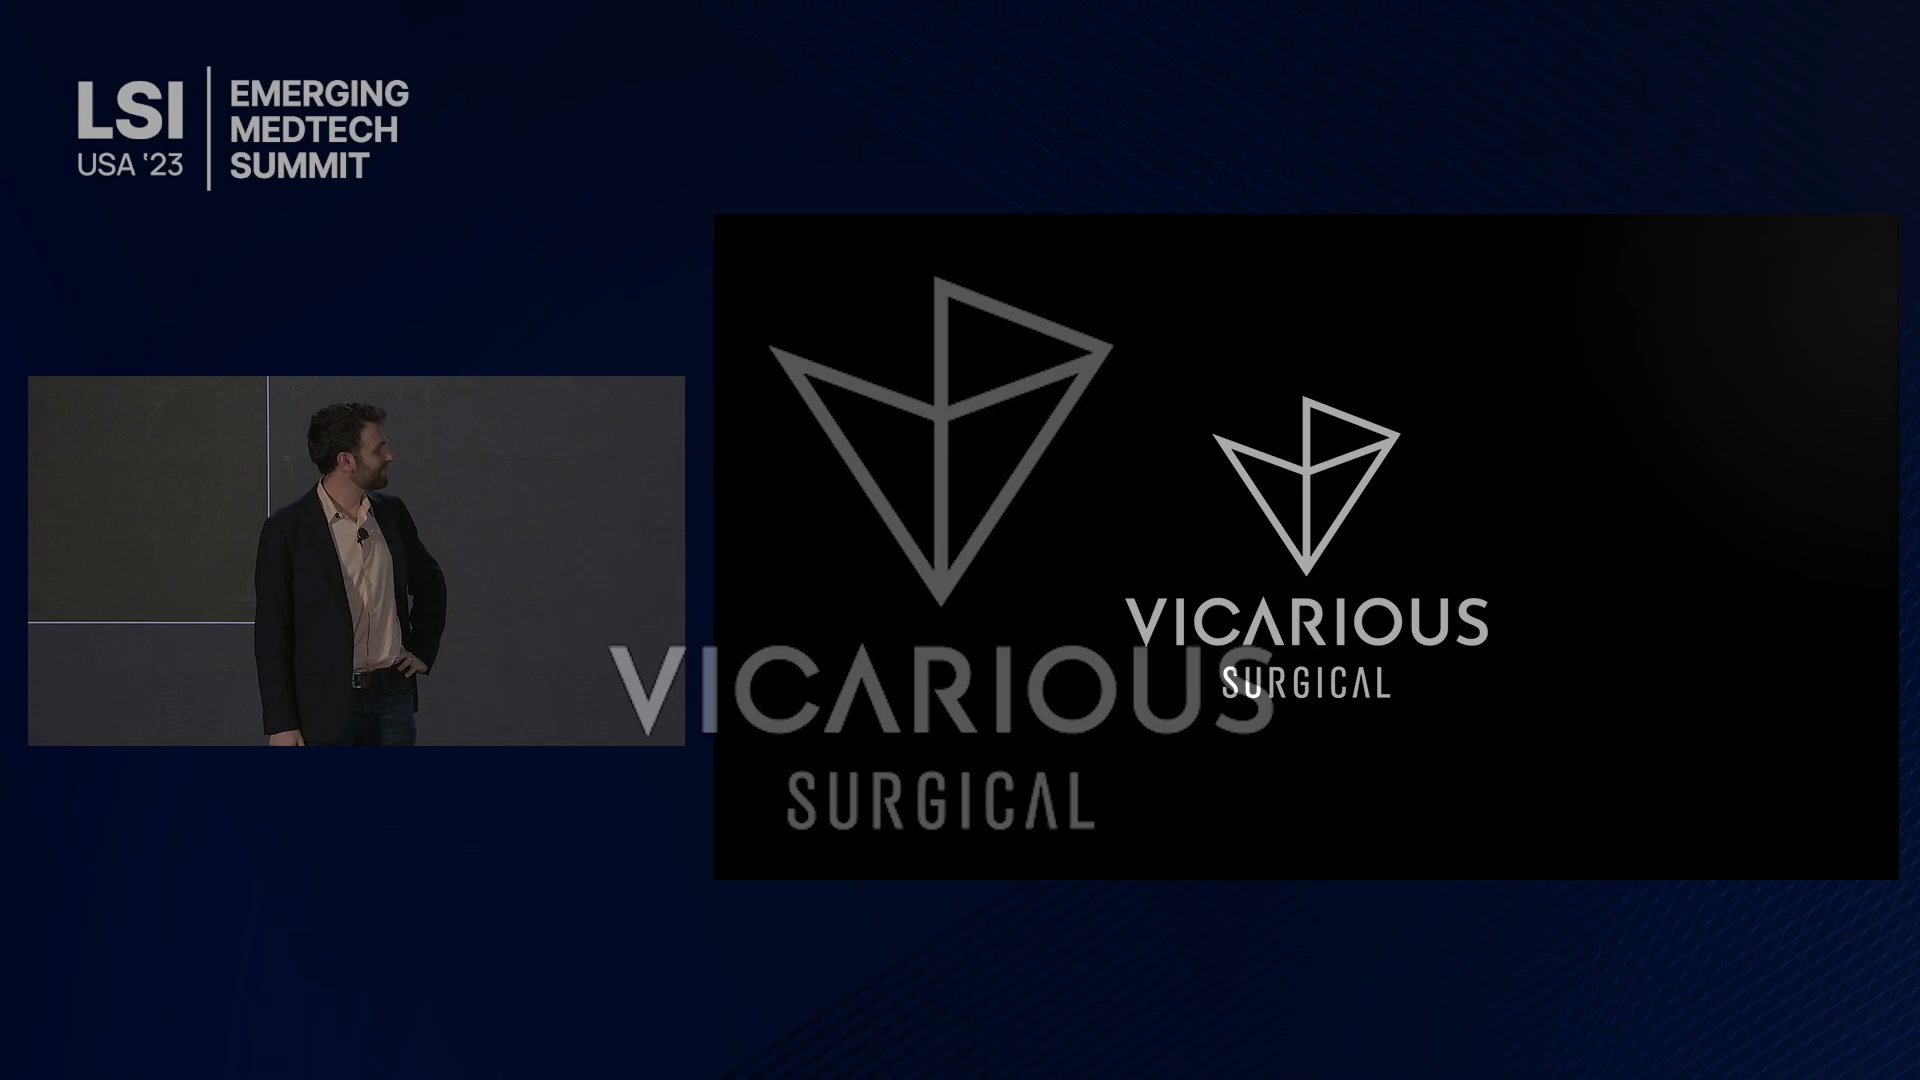 LSI
USA '23
EMERGING
MEDTECH
SUMMIT
VICARIOUS
SURGICAL
VICARIOUS
SURGICAL